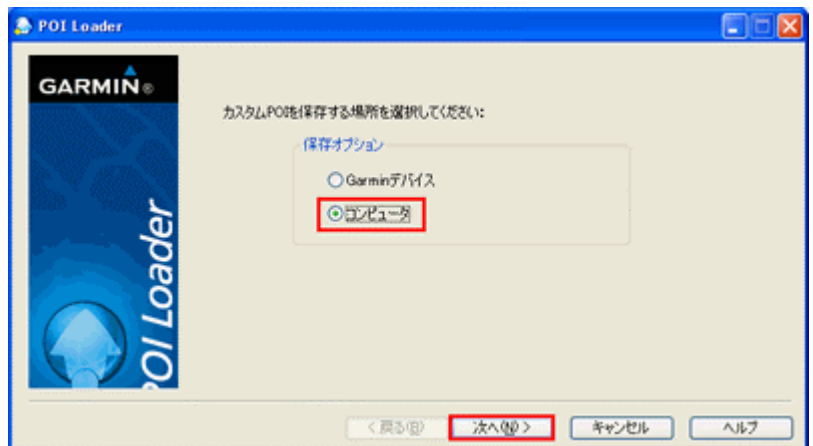 POI Loader
GARMIN®
POI Loader
カスタムPOIを保存する場所を選択してください:
保存オプション
Garminデバイス
コンピュータ
< 戻る(B)
次へ(N) >
キャンセル
ヘルプ